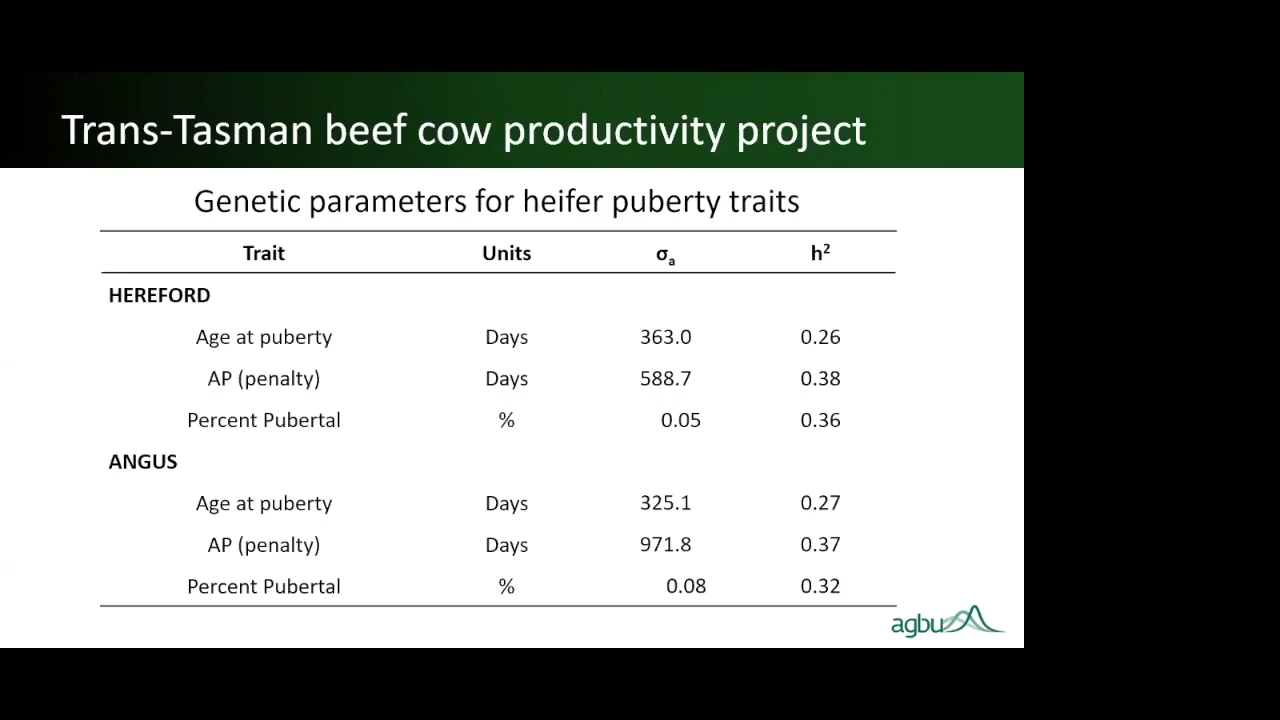 Trans-Tasman beef cow productivity project
Genetic parameters for heifer puberty traits
Trait Units σₐ h²
HEREFORD
Age at puberty Days 363.0 0.26
AP (penalty) Days 588.7 0.38
Percent Pubertal % 0.05 0.36
ANGUS
Age at puberty Days 325.1 0.27
AP (penalty) Days 971.8 0.37
Percent Pubertal % 0.08 0.32
agbu